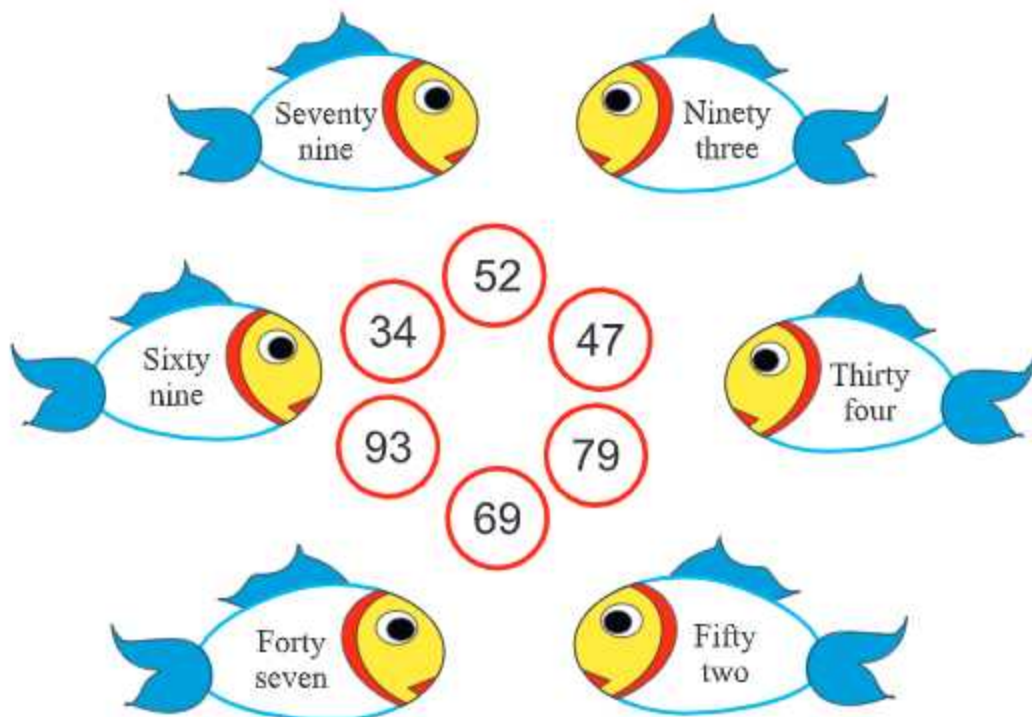 Seventy
nine
Ninety
three
52
34
47
Sixty
nine
Thirty
four
93
79
69
Forty
seven
Fifty
two